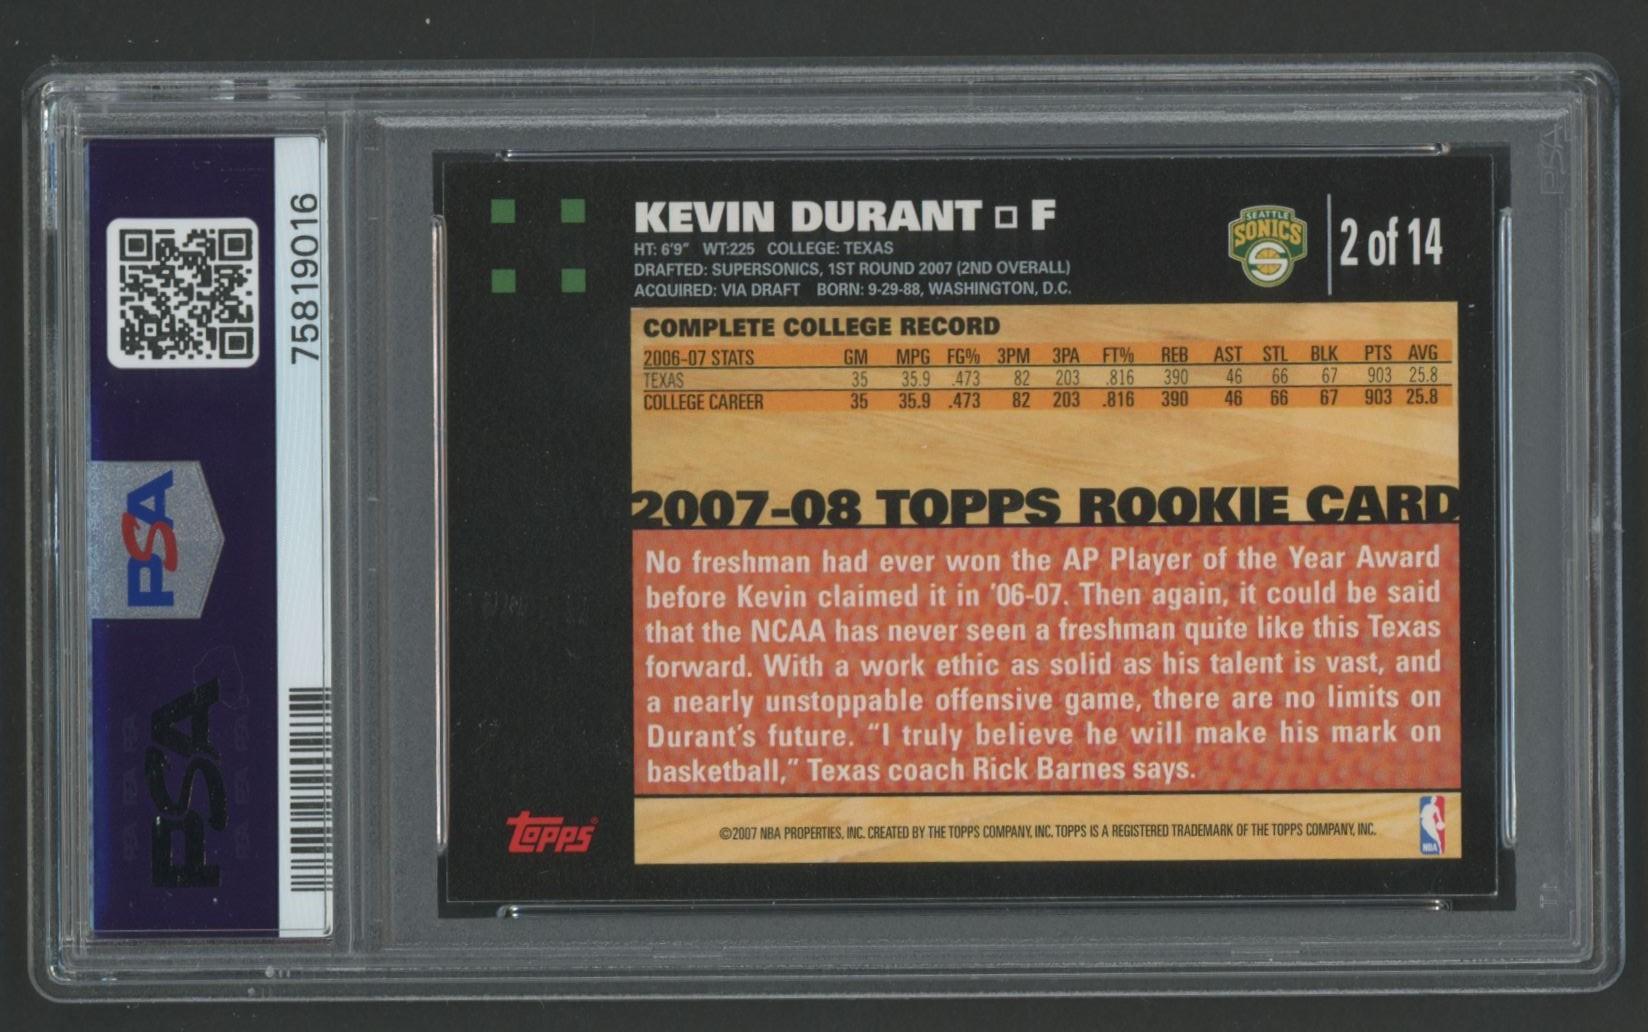 75819016
PSA
PSA
KEVIN DURANT □ F
HT: 6'9" WT:225 COLLEGE: TEXAS
DRAFTED: SUPERSONICS, 1ST ROUND 2007 (2ND OVERALL)
ACQUIRED: VIA DRAFT BORN: 9-29-88, WASHINGTON, D.C.
SEATTLE
SONICS
2 of 14
COMPLETE COLLEGE RECORD
2006-07 STATS GM MPG FG% 3PM 3PA FT% REB AST STL BLK PTS AVG
TEXAS 35 35.9 .473 82 203 .816 390 46 66 67 903 25.8
COLLEGE CAREER 35 35.9 .473 82 203 .816 390 46 66 67 903 25.8
2007-08 TOPPS ROOKIE CARD
No freshman had ever won the AP Player of the Year Award
before Kevin claimed it in '06-07. Then again, it could be said
that the NCAA has never seen a freshman quite like this Texas
forward. With a work ethic as solid as his talent is vast, and
a nearly unstoppable offensive game, there are no limits on
Durant's future. "I truly believe he will make his mark on
basketball," Texas coach Rick Barnes says.
topps®
©2007 NBA PROPERTIES, INC. CREATED BY THE TOPPS COMPANY, INC. TOPPS IS A REGISTERED TRADEMARK OF THE TOPPS COMPANY, INC.
NBA
PSA